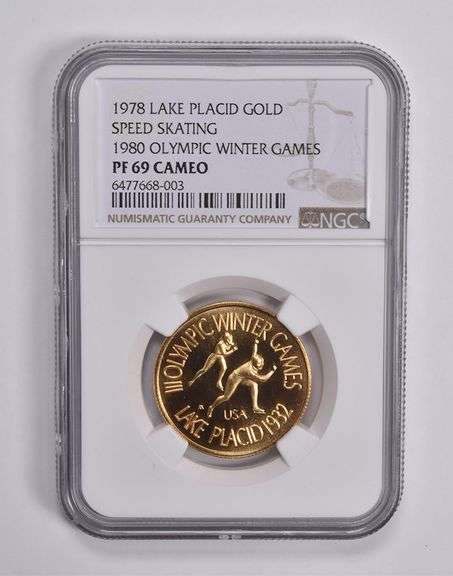 1978 LAKE PLACID GOLD
SPEED SKATING
1980 OLYMPIC WINTER GAMES
PF 69 CAMEO
6477668-003
NUMISMATIC GUARANTY COMPANY NGC®
III OLYMPIC WINTER GAMES
USA
LAKE PLACID 1932